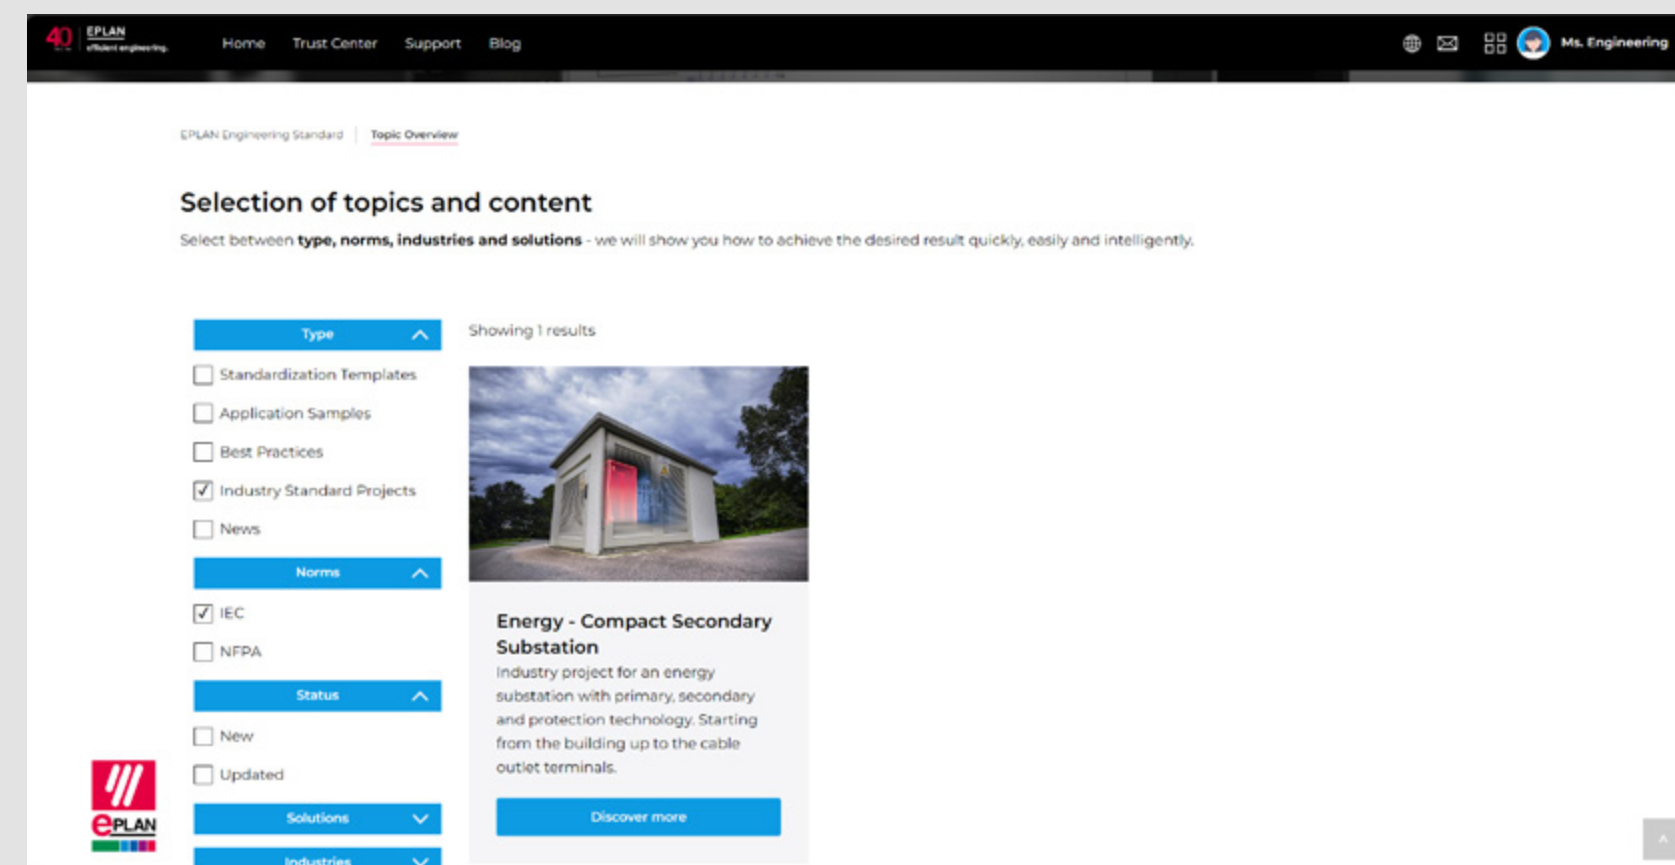 40 EPLAN
efficient engineering.
Home Trust Center Support Blog
Ms. Engineering
EPLAN Engineering Standard Topic Overview
Selection of topics and content
Select between type, norms, industries and solutions - we will show you how to achieve the desired result quickly, easily and intelligently.
Type
Showing 1 results
Standardization Templates
Application Samples
Best Practices
Industry Standard Projects
News
Norms
IEC
NFPA
Status
New
Updated
Solutions
Industries
Energy - Compact Secondary
Substation
Industry project for an energy
substation with primary, secondary
and protection technology. Starting
from the building up to the cable
outlet terminals.
Discover more
ePLAN